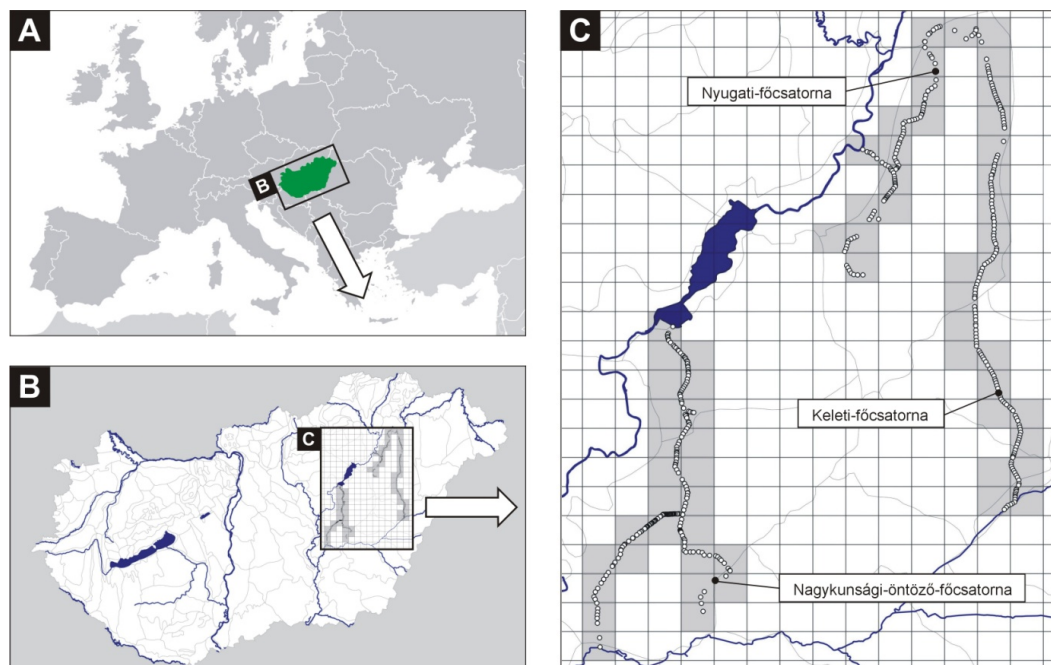 A
B
B
C
C
Nyugati-főcsatorna
Keleti-főcsatorna
Nagykunsági-öntöző-főcsatorna